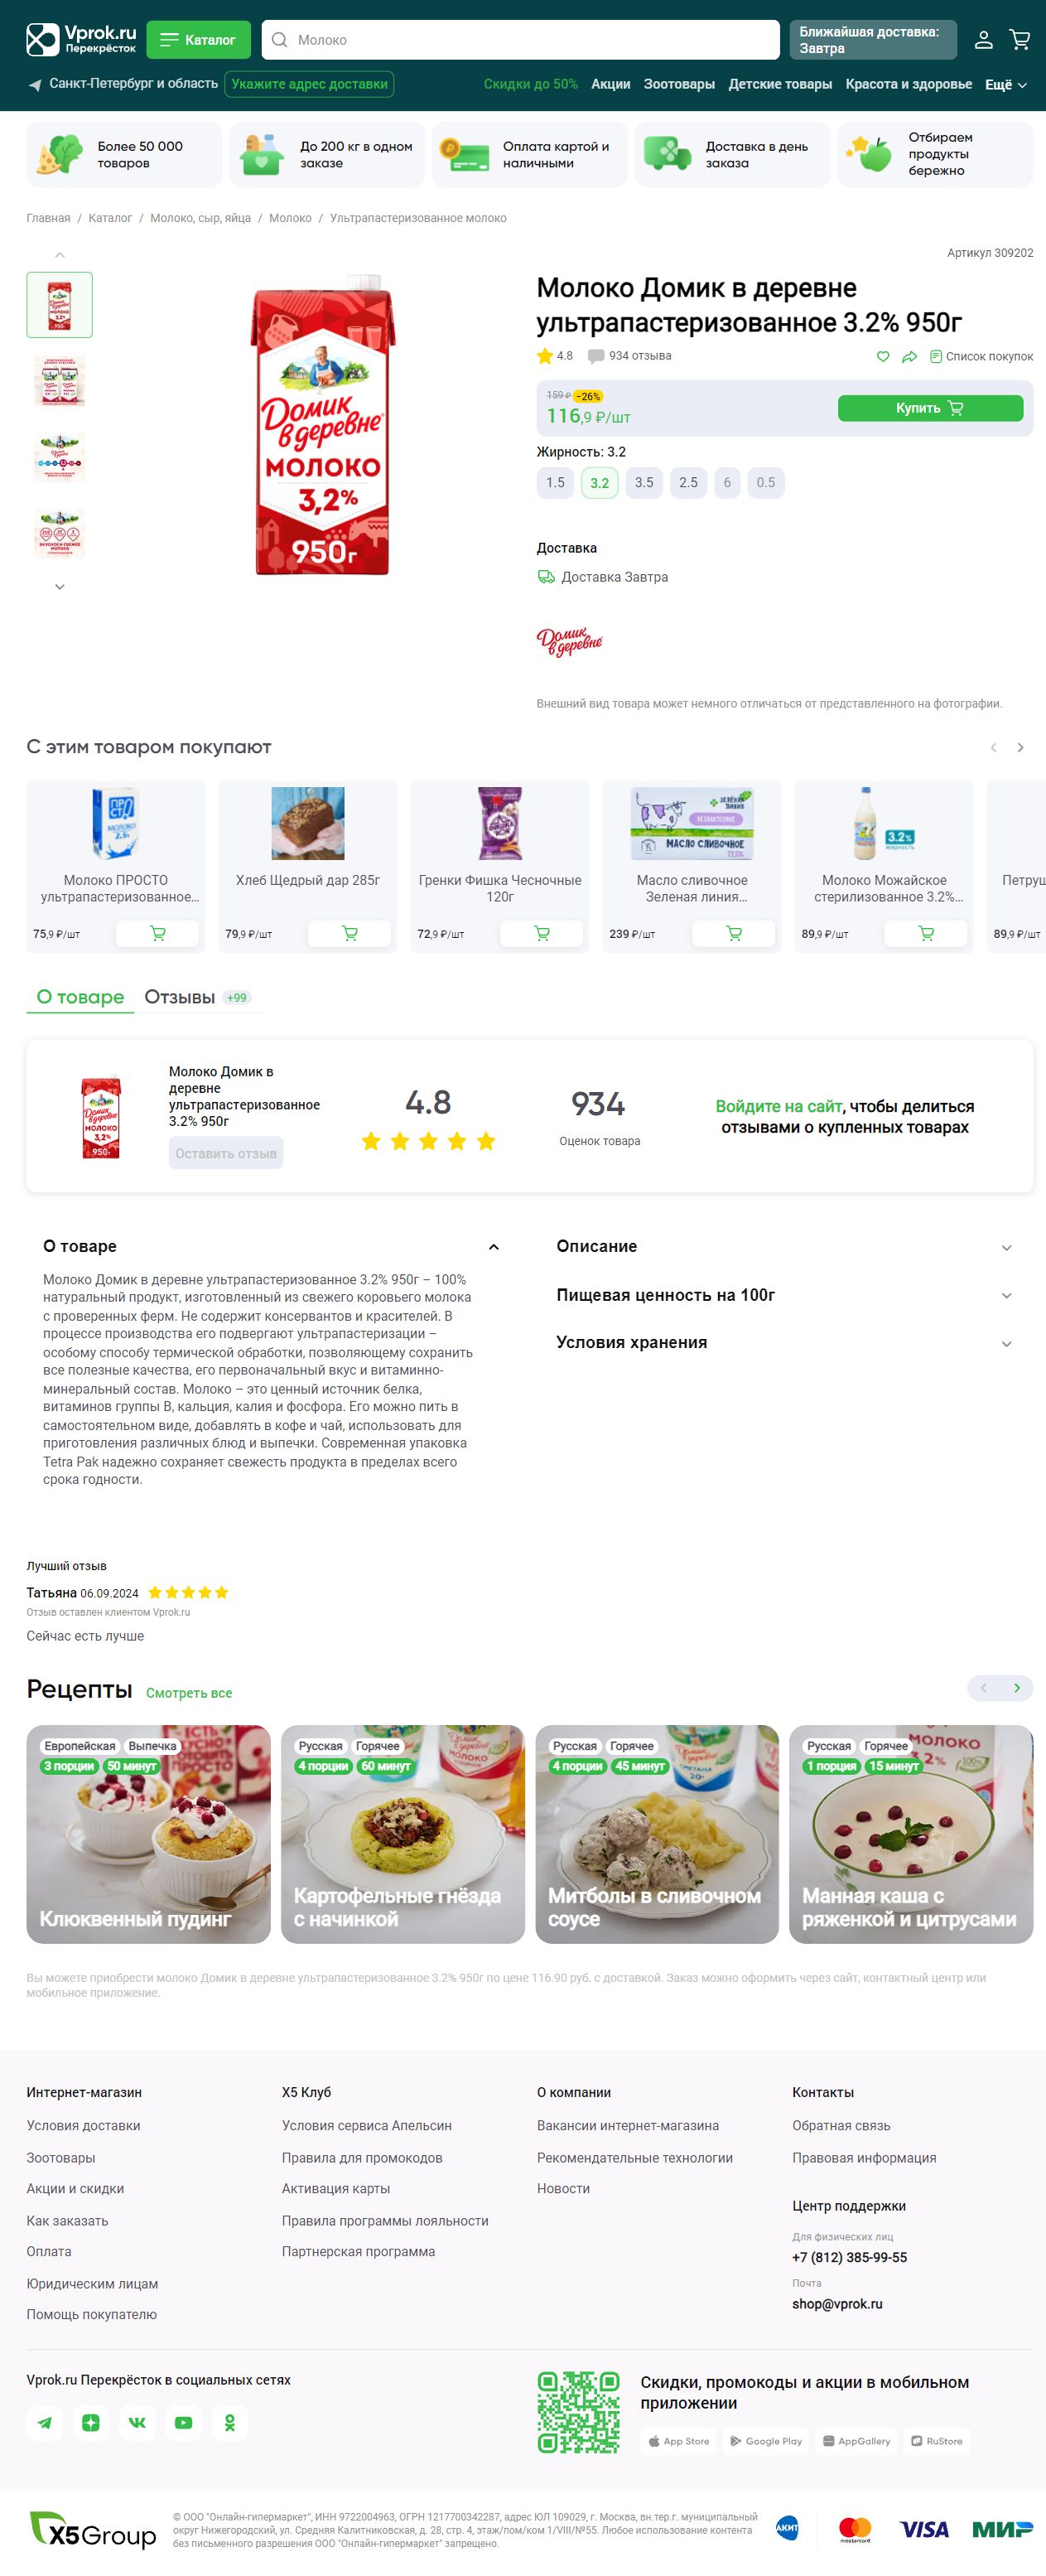 Vprok.ru
Перекрёсток
Каталог
Молоко
Ближайшая доставка:
Завтра
Санкт-Петербург и область
Укажите адрес доставки
Скидки до 50%
Акции
Зоотовары
Детские товары
Красота и здоровье
Ещё
Более 50 000
товаров
До 200 кг в одном
заказе
Оплата картой и
наличными
Доставка в день
заказа
Отбираем
продукты
бережно
Главная / Каталог / Молоко, сыр, яйца / Молоко / Ультрапастеризованное молоко
Артикул 309202
Домик
в деревне
МОЛОКО
3,2%
950г
Молоко Домик в деревне
ультрапастеризованное 3.2% 950г
4.8
934 отзыва
Список покупок
159 ₽ −26%
116,9 ₽/шт
Купить
Жирность: 3.2
1.5 3.2 3.5 2.5 6 0.5
Доставка
Доставка Завтра
Домик
в деревне
Внешний вид товара может немного отличаться от представленного на фотографии.
С этим товаром покупают
Молоко ПРОСТО
ультрапастеризованное...
75,9 ₽/шт
Хлеб Щедрый дар 285г
79,9 ₽/шт
Гренки Фишка Чесночные
120г
72,9 ₽/шт
МАСЛО СЛИВОЧНОЕ
Масло сливочное
Зеленая линия...
239 ₽/шт
3.2%
Молоко Можайское
стерилизованное 3.2%...
89,9 ₽/шт
Петруш
89,9 ₽/шт
О товаре
Отзывы +99
Домик
в деревне
МОЛОКО
3,2%
950г
Молоко Домик в
деревне
ультрапастеризованное
3.2% 950г
Оставить отзыв
4.8
934
Оценок товара
Войдите на сайт, чтобы делиться
отзывами о купленных товарах
О товаре
Молоко Домик в деревне ультрапастеризованное 3.2% 950г – 100%
натуральный продукт, изготовленный из свежего коровьего молока
с проверенных ферм. Не содержит консервантов и красителей. В
процессе производства его подвергают ультрапастеризации –
особому способу термической обработки, позволяющему сохранить
все полезные качества, его первоначальный вкус и витаминно-
минеральный состав. Молоко – это ценный источник белка,
витаминов группы В, кальция, калия и фосфора. Его можно пить в
самостоятельном виде, добавлять в кофе и чай, использовать для
приготовления различных блюд и выпечки. Современная упаковка
Tetra Pak надежно сохраняет свежесть продукта в пределах всего
срока годности.
Описание
Пищевая ценность на 100г
Условия хранения
Лучший отзыв
Татьяна 06.09.2024
Отзыв оставлен клиентом Vprok.ru
Сейчас есть лучше
Рецепты
Смотреть все
Европейская Выпечка
3 порции 50 минут
Клюквенный пудинг
Русская Горячее
4 порции 60 минут
Картофельные гнёзда
с начинкой
Русская Горячее
4 порции 45 минут
Митболы в сливочном
соусе
Русская Горячее
1 порция 15 минут
Манная каша с
ряженкой и цитрусами
Вы можете приобрести молоко Домик в деревне ультрапастеризованное 3.2% 950г по цене 116.90 руб. с доставкой. Заказ можно оформить через сайт, контактный центр или
мобильное приложение.
Интернет-магазин
Условия доставки
Зоотовары
Акции и скидки
Как заказать
Оплата
Юридическим лицам
Помощь покупателю
X5 Клуб
Условия сервиса Апельсин
Правила для промокодов
Активация карты
Правила программы лояльности
Партнерская программа
О компании
Вакансии интернет-магазина
Рекомендательные технологии
Новости
Контакты
Обратная связь
Правовая информация
Центр поддержки
Для физических лиц
+7 (812) 385-99-55
Почта
shop@vprok.ru
Vprok.ru Перекрёсток в социальных сетях
Скидки, промокоды и акции в мобильном
приложении
App Store
Google Play
AppGallery
RuStore
X5Group
© ООО "Онлайн-гипермаркет", ИНН 9722004963, ОГРН 1217700342287, адрес ЮЛ 109029, г. Москва, вн.тер.г. муниципальный
округ Нижегородский, ул. Средняя Калитниковская, д. 28, стр. 4, этаж/пом/ком 1/VIII/№55. Любое использование контента
без письменного разрешения ООО "Онлайн-гипермаркет" запрещено.
АКИТ
mastercard
VISA
МИР